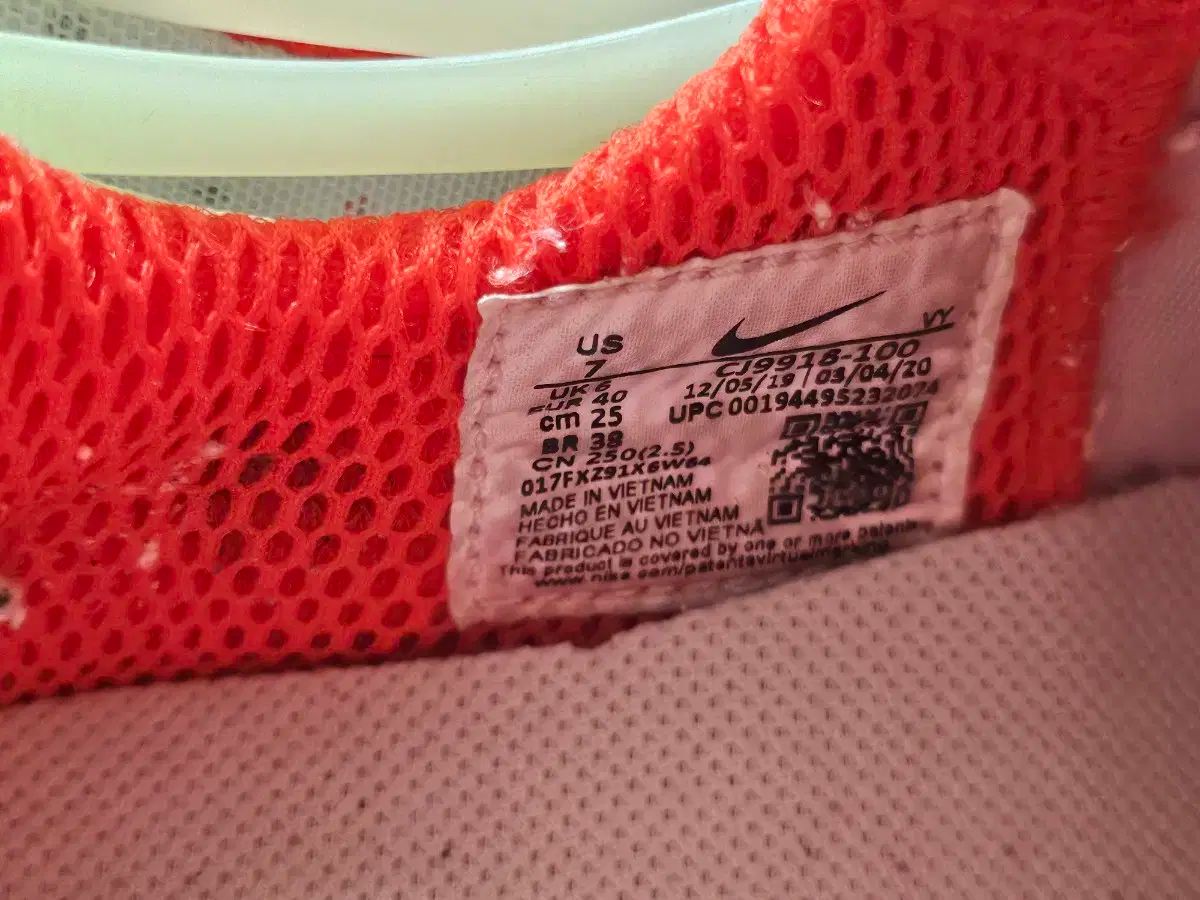 US
7
UK 6
EUR 40
cm 25
BR 38
CN 250(2.5)
017FXZ91X6W64
MADE IN VIETNAM
HECHO EN VIETNAM
FABRIQUE AU VIETNAM
FABRICADO NO VIETNÃ
This product is covered by one or more patents
VY
CJ9916-100
12/05/19 03/04/20
UPC 00194495232074